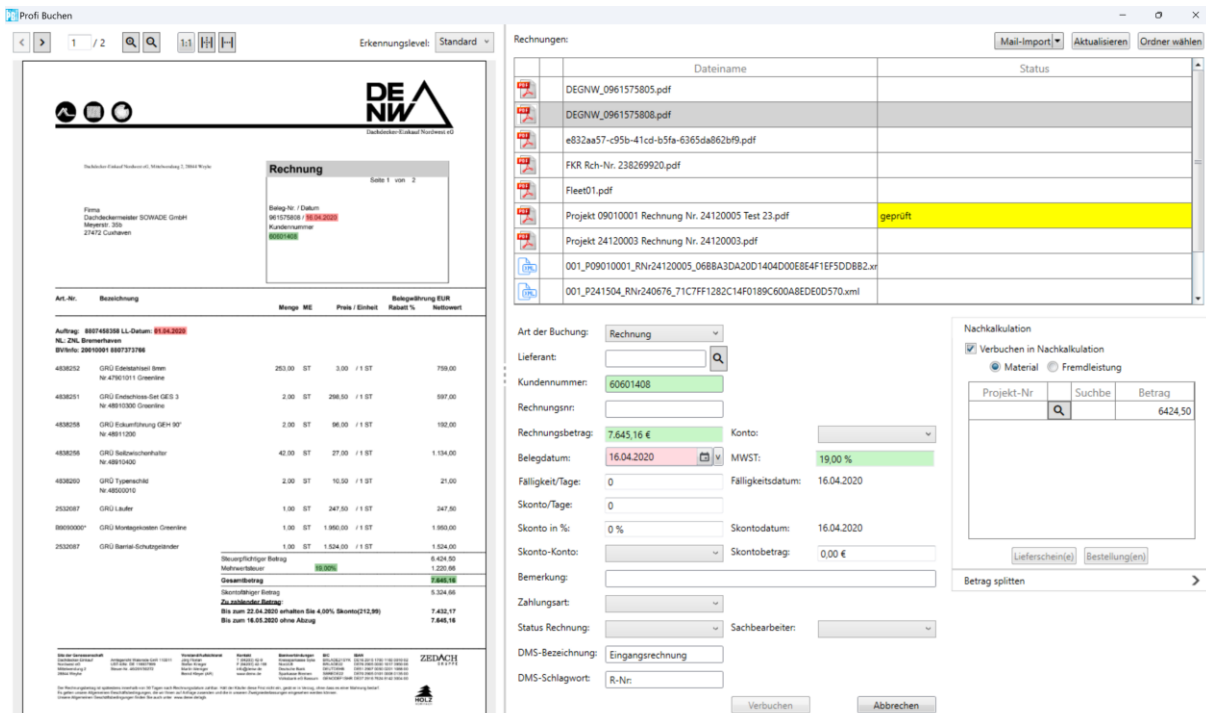 Profi Buchen
1 / 2
1:1
Erkennungslevel: Standard
DE
NW
Dachdecker-Einkauf Nordwest eG
Rechnung
Seite 1 von 2
Firma
Dachdeckermeister SOWADE GmbH
Meyerstr. 35b
27472 Cuxhaven
Beleg-Nr. / Datum
961575808 / 16.04.2020
Kundennummer
60601408
Art.-Nr. Bezeichnung Belegwährung EUR
Menge ME Preis / Einheit Rabatt % Nettowert
Auftrag: 8807458358 LL-Datum: 01.04.2020
NL: ZNL Bremerhaven
4838252 GRÜ Edelstahlseil 8mm 253,00 ST 3,00 / 1 ST 759,00
Nr.47901011 Greenline
4838251 GRÜ Endschloss-Set GES 3 2,00 ST 298,50 / 1 ST 597,00
Nr.48910300 Greenline
4838258 GRÜ Eckumführung GEH 90° 2,00 ST 96,00 / 1 ST 192,00
Nr.48911200
4838256 GRÜ Seilzwischenhalter 42,00 ST 27,00 / 1 ST 1.134,00
Nr.48910400
4838260 GRÜ Typenschild 2,00 ST 10,50 / 1 ST 21,00
Nr.48500010
2532087 GRÜ Läufer 1,00 ST 247,50 / 1 ST 247,50
GRÜ Montagekosten Greenline 1,00 ST 1.950,00 / 1 ST 1.950,00
2532087 GRÜ Barrial-Schutzgeländer 1,00 ST 1.524,00 / 1 ST 1.524,00
Steuerpflichtiger Betrag 6.424,50
Mehrwertsteuer 19,00% 1.220,66
Gesamtbetrag 7.645,16
Skontofähiger Betrag 5.324,66
Zu zahlender Betrag:
Bis zum 22.04.2020 erhalten Sie 4,00% Skonto(212,99) 7.432,17
Bis zum 16.05.2020 ohne Abzug 7.645,16
ZEDACH
GRUPPE
HOLZ
Rechnungen:
Mail-Import Aktualisieren Ordner wählen
Dateiname Status
DEGNW_0961575805.pdf
DEGNW_0961575808.pdf
e832aa57-c95b-41cd-b5fa-6365da862bf9.pdf
FKR Rch-Nr. 238269920.pdf
Fleet01.pdf
Projekt 09010001 Rechnung Nr. 24120005 Test 23.pdf geprüft
Projekt 24120003 Rechnung Nr. 24120003.pdf
001_P09010001_RNr24120005_06BBA3DA20D1404D00E8E4F1EF5DDBB2.xr
001_P241504_RNr240676_71C7FF1282C14F0189C600A8EDE0D570.xml
Art der Buchung: Rechnung
Lieferant:
Kundennummer: 60601408
Rechnungsnr:
Rechnungsbetrag: 7.645,16 € Konto:
Belegdatum: 16.04.2020 MWST: 19,00 %
Fälligkeit/Tage: 0 Fälligkeitsdatum: 16.04.2020
Skonto/Tage: 0
Skonto in %: 0 % Skontodatum: 16.04.2020
Skonto-Konto: Skontobetrag: 0,00 €
Bemerkung:
Zahlungsart:
Status Rechnung: Sachbearbeiter:
DMS-Bezeichnung: Eingangsrechnung
DMS-Schlagwort: R-Nr:
Verbuchen Abbrechen
Nachkalkulation
Verbuchen in Nachkalkulation
Material Fremdleistung
Projekt-Nr Suchbe Betrag
6424,50
Lieferschein(e) Bestellung(en)
Betrag splitten